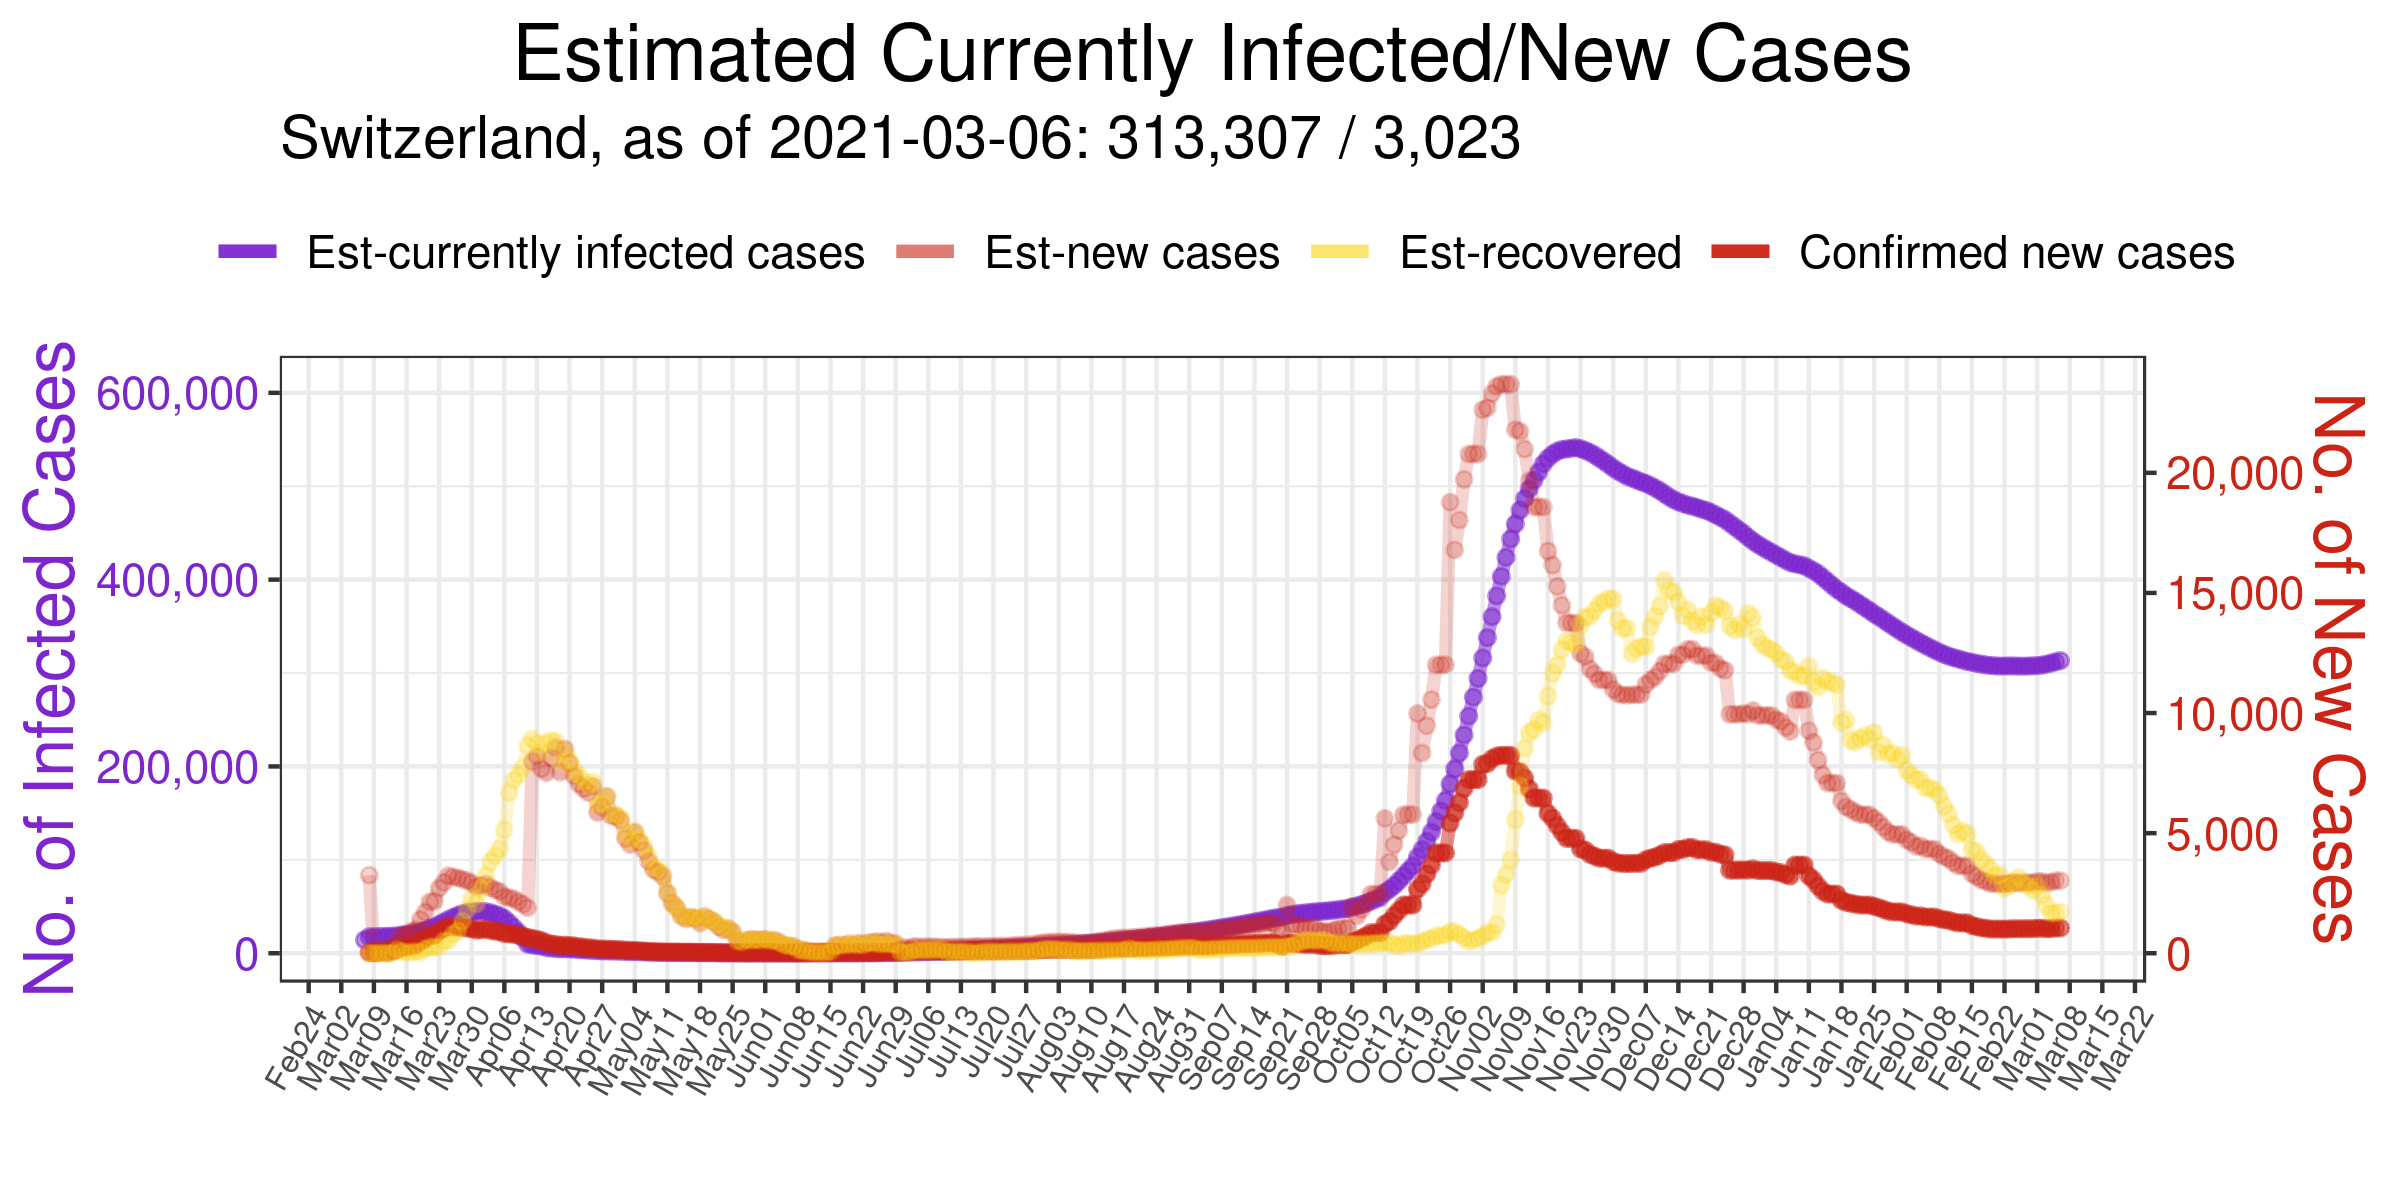 Estimated Currently Infected/New Cases
Switzerland, as of 2021-03-06: 313,307 / 3,023
Est-currently infected cases Est-new cases Est-recovered Confirmed new cases
No. of Infected Cases
600,000
400,000
200,000
0
20,000
15,000
10,000
5,000
0
No. of New Cases
Feb24 Mar02 Mar09 Mar16 Mar23 Mar30 Apr06 Apr13 Apr20 Apr27 May04 May11 May18 May25 Jun01 Jun08 Jun15 Jun22 Jun29 Jul06 Jul13 Jul20 Jul27 Aug03 Aug10 Aug17 Aug24 Aug31 Sep07 Sep14 Sep21 Sep28 Oct05 Oct12 Oct19 Oct26 Nov02 Nov09 Nov16 Nov23 Nov30 Dec07 Dec14 Dec21 Dec28 Jan04 Jan11 Jan18 Jan25 Feb01 Feb08 Feb15 Feb22 Mar01 Mar08 Mar15 Mar22